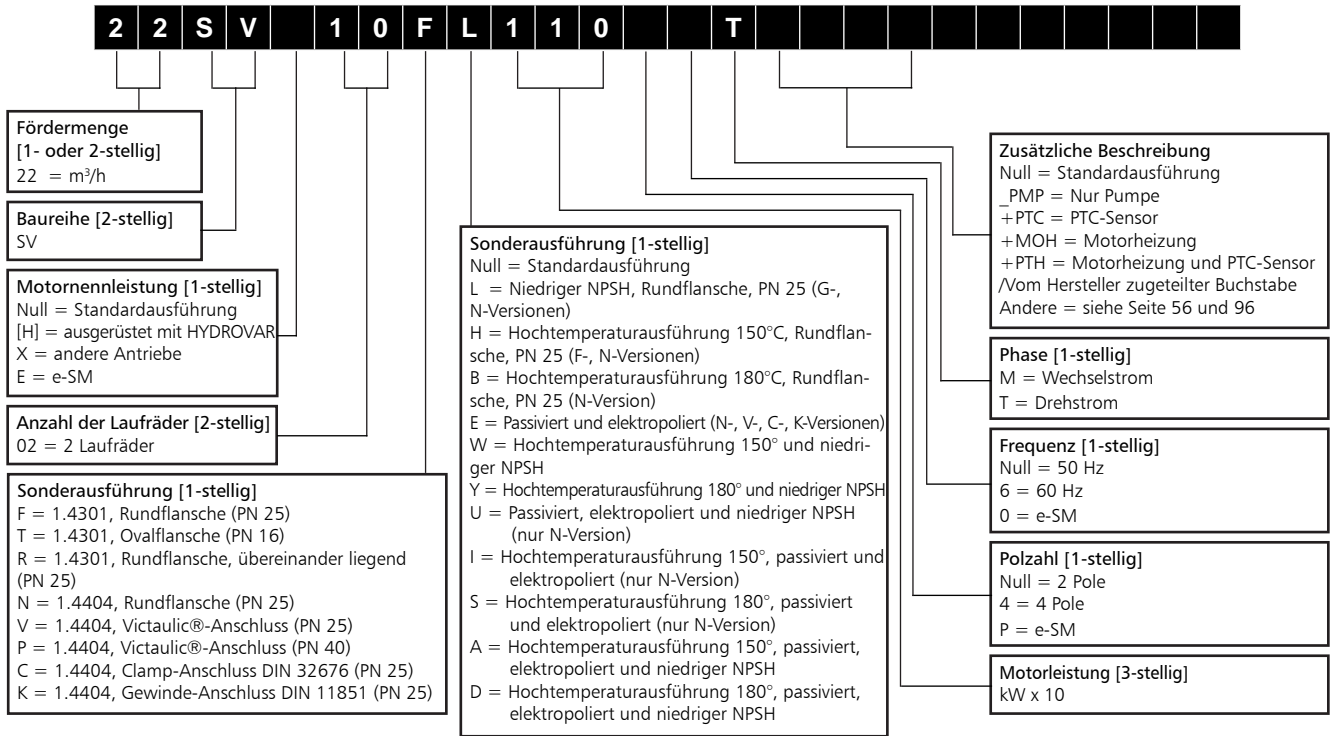 2 2 S V 1 0 F L 1 1 0 T
Fördermenge
[1- oder 2-stellig]
22 = m³/h
Baureihe [2-stellig]
SV
Motornennleistung [1-stellig]
Null = Standardausführung
[H] = ausgerüstet mit HYDROVAR
X = andere Antriebe
E = e-SM
Anzahl der Laufräder [2-stellig]
02 = 2 Laufräder
Sonderausführung [1-stellig]
F = 1.4301, Rundflansche (PN 25)
T = 1.4301, Ovalflansche (PN 16)
R = 1.4301, Rundflansche, übereinander liegend
(PN 25)
N = 1.4404, Rundflansche (PN 25)
V = 1.4404, Victaulic®-Anschluss (PN 25)
P = 1.4404, Victaulic®-Anschluss (PN 40)
C = 1.4404, Clamp-Anschluss DIN 32676 (PN 25)
K = 1.4404, Gewinde-Anschluss DIN 11851 (PN 25)
Sonderausführung [1-stellig]
Null = Standardausführung
L = Niedriger NPSH, Rundflansche, PN 25 (G-,
N-Versionen)
H = Hochtemperaturausführung 150°C, Rundflan-
sche, PN 25 (F-, N-Versionen)
B = Hochtemperaturausführung 180°C, Rundflan-
sche, PN 25 (N-Version)
E = Passiviert und elektropoliert (N-, V-, C-, K-Versionen)
W = Hochtemperaturausführung 150° und niedri-
ger NPSH
Y = Hochtemperaturausführung 180° und niedriger NPSH
U = Passiviert, elektropoliert und niedriger NPSH
(nur N-Version)
I = Hochtemperaturausführung 150°, passiviert und
elektropoliert (nur N-Version)
S = Hochtemperaturausführung 180°, passiviert
und elektropoliert (nur N-Version)
A = Hochtemperaturausführung 150°, passiviert,
elektropoliert und niedriger NPSH
D = Hochtemperaturausführung 180°, passiviert,
elektropoliert und niedriger NPSH
Zusätzliche Beschreibung
Null = Standardausführung
_PMP = Nur Pumpe
+PTC = PTC-Sensor
+MOH = Motorheizung
+PTH = Motorheizung und PTC-Sensor
/Vom Hersteller zugeteilter Buchstabe
Andere = siehe Seite 56 und 96
Phase [1-stellig]
M = Wechselstrom
T = Drehstrom
Frequenz [1-stellig]
Null = 50 Hz
6 = 60 Hz
0 = e-SM
Polzahl [1-stellig]
Null = 2 Pole
4 = 4 Pole
P = e-SM
Motorleistung [3-stellig]
kW x 10